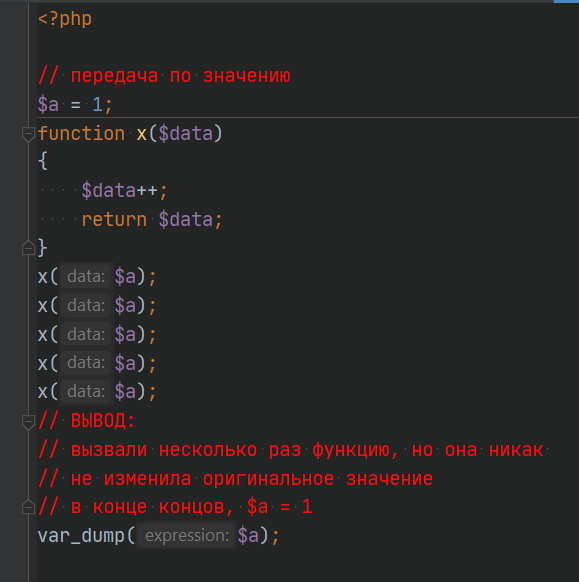 <?php
// передача по значению
$a = 1;
function x($data)
{
$data++;
return $data;
}
x( data: $a);
x( data: $a);
x( data: $a);
x( data: $a);
x( data: $a);
// ВЫВОД:
// вызвали несколько раз функцию, но она никак
// не изменила оригинальное значение
// в конце концов, $a = 1
var_dump( expression: $a);